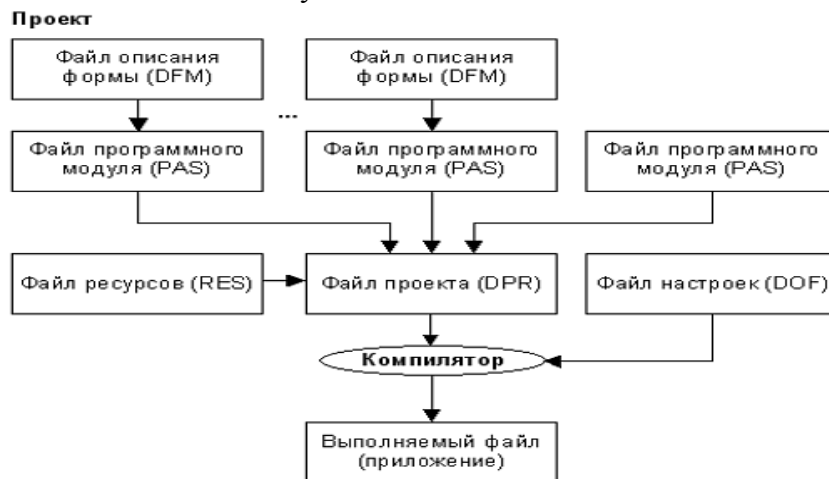 у
Проект
Файл описания
формы (DFM)
Файл описания
формы (DFM)
...
Файл программного
модуля (PAS)
Файл программного
модуля (PAS)
Файл программного
модуля (PAS)
Файл ресурсов (RES)
Файл проекта (DPR)
Файл настроек (DOF)
Компилятор
Выполняемый файл
(приложение)